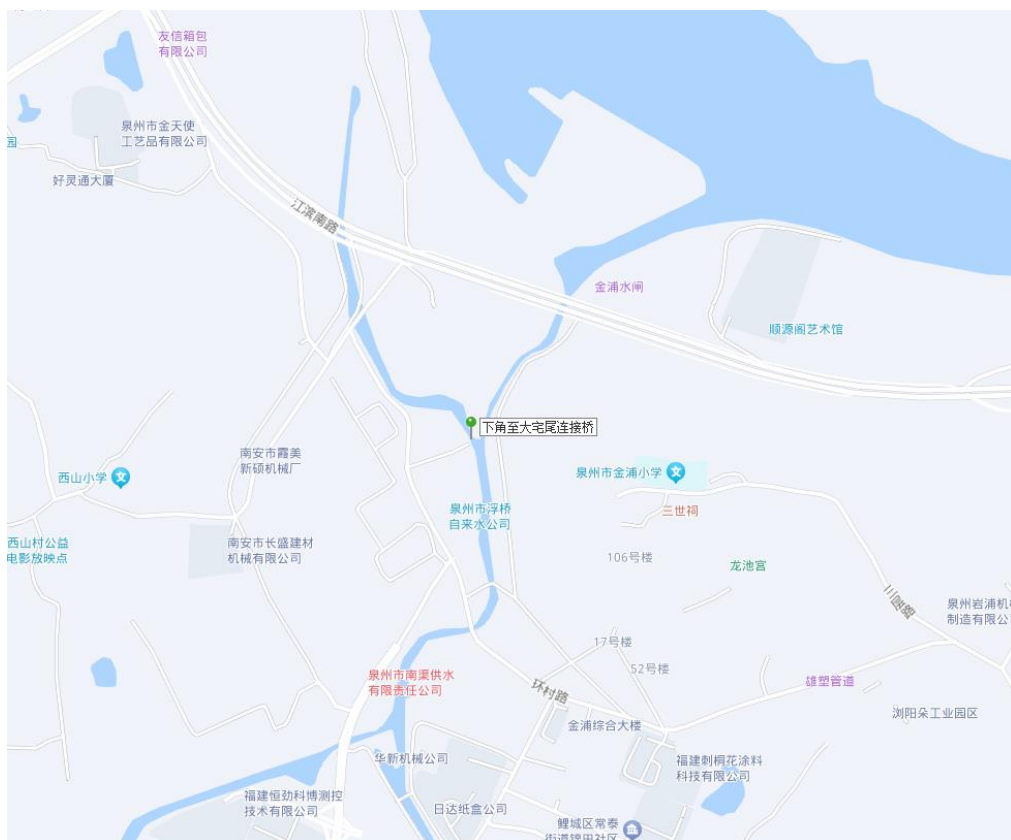 友信箱包
有限公司
泉州市金天使
工艺品有限公司
园
好灵通大厦
江滨南路
金浦水闸
顺源阁艺术馆
下角至大宅尾连接桥
南安市霞美
新硕机械厂
西山小学
泉州市金浦小学
三世祠
泉州市浮桥
自来水公司
西山村公益
电影放映点
南安市长盛建材
机械有限公司
106号楼
龙池宫
泉州岩浦机
制造有限公
17号楼
52号楼
泉州市南渠供水
有限责任公司
环村路
雄塑管道
金浦综合大楼
浏阳朵工业园区
华新机械公司
福建刺桐花涂料
科技有限公司
福建恒劲科博测控
技术有限公司
日达纸盒公司
鲤城区常泰
街道锦田社区